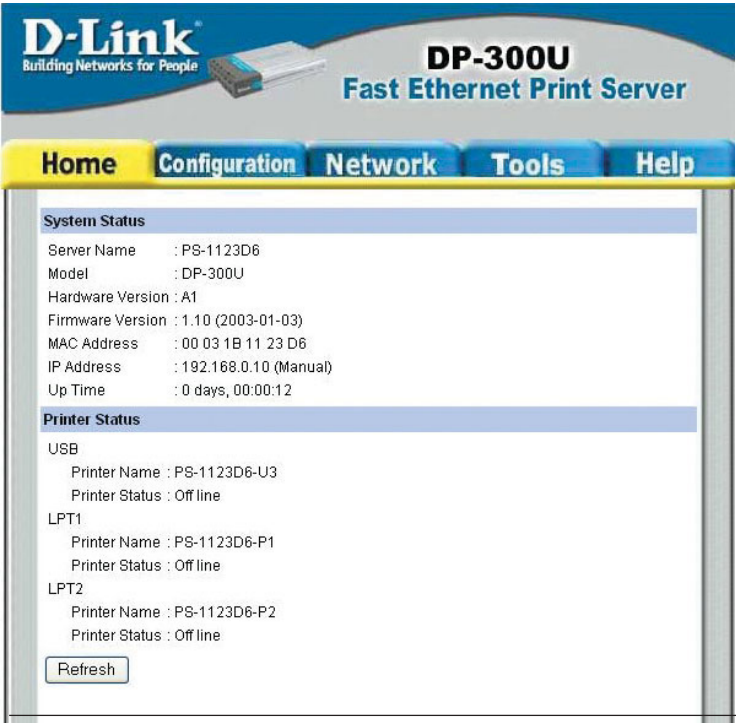 D-Link
Building Networks for People
DP-300U
Fast Ethernet Print Server
Home Configuration Network Tools Help
System Status
Server Name : PS-1123D6
Model : DP-300U
Hardware Version : A1
Firmware Version : 1.10 (2003-01-03)
MAC Address : 00 03 1B 11 23 D6
IP Address : 192.168.0.10 (Manual)
Up Time : 0 days, 00:00:12
Printer Status
USB
Printer Name : PS-1123D6-U3
Printer Status : Off line
LPT1
Printer Name : PS-1123D6-P1
Printer Status : Off line
LPT2
Printer Name : PS-1123D6-P2
Printer Status : Off line
Refresh